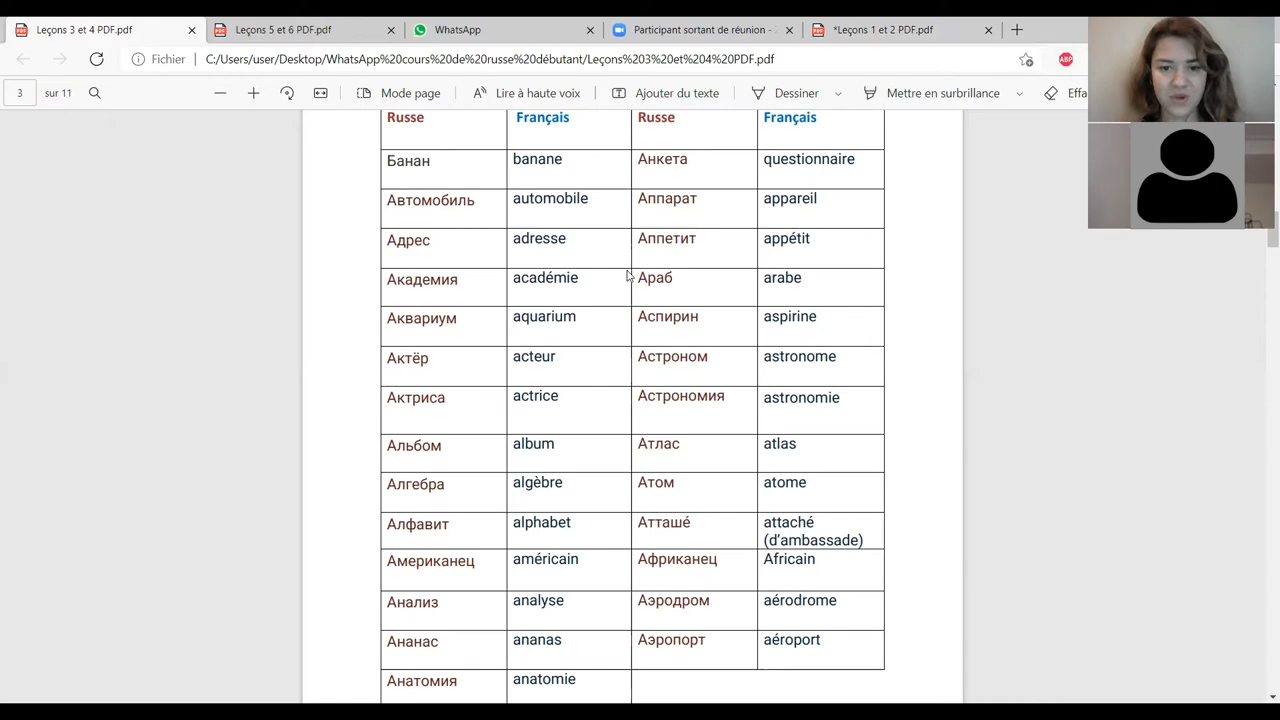 Leçons 3 et 4 PDF.pdf
Leçons 5 et 6 PDF.pdf
WhatsApp
Participant sortant de réunion -
*Leçons 1 et 2 PDF.pdf
Fichier
C:/Users/user/Desktop/WhatsApp%20cours%20de%20russe%20débutant/Leçons%203%20et%204%20PDF.pdf
ABP
3 sur 11
Mode page
Lire à haute voix
Ajouter du texte
Dessiner
Mettre en surbrillance
Effa
Russe Français Russe Français
Банан banane Анкета questionnaire
Автомобиль automobile Аппарат appareil
Адрес adresse Аппетит appétit
Академия académie Араб arabe
Аквариум aquarium Аспирин aspirine
Актёр acteur Астроном astronome
Актриса actrice Астрономия astronomie
Альбом album Атлас atlas
Алгебра algèbre Атом atome
Алфавит alphabet Атташé attaché
(d’ambassade)
Американец américain Африканец Africain
Анализ analyse Аэродром aérodrome
Ананас ananas Аэропорт aéroport
Анатомия anatomie